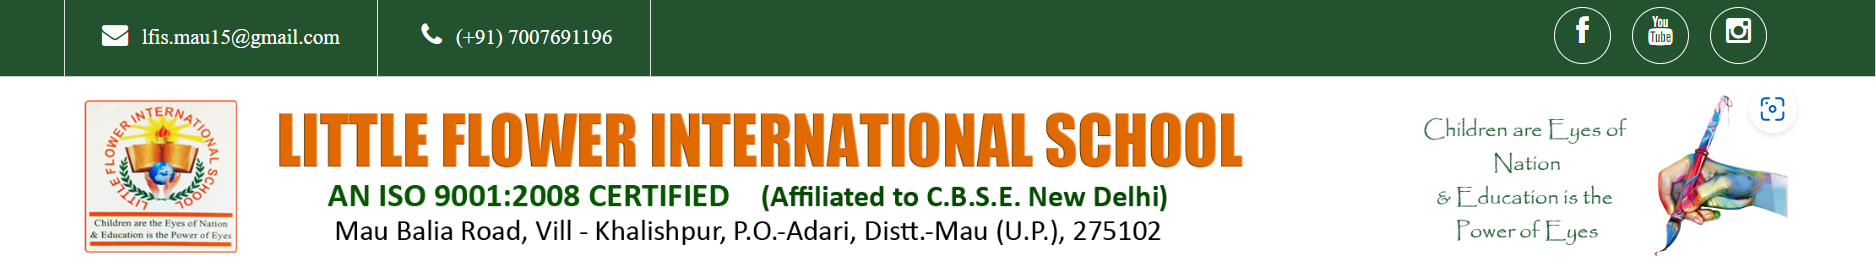 lfis.mau15@gmail.com
(+91) 7007691196
f
You
Tube
LITTLE FLOWER INTERNATIONAL SCHOOL
Children are the Eyes of Nation
& Education is the Power of Eyes
LITTLE FLOWER INTERNATIONAL SCHOOL
AN ISO 9001:2008 CERTIFIED (Affiliated to C.B.S.E. New Delhi)
Mau Balia Road, Vill - Khalishpur, P.O.-Adari, Distt.-Mau (U.P.), 275102
Children are Eyes of
Nation
& Education is the
Power of Eyes